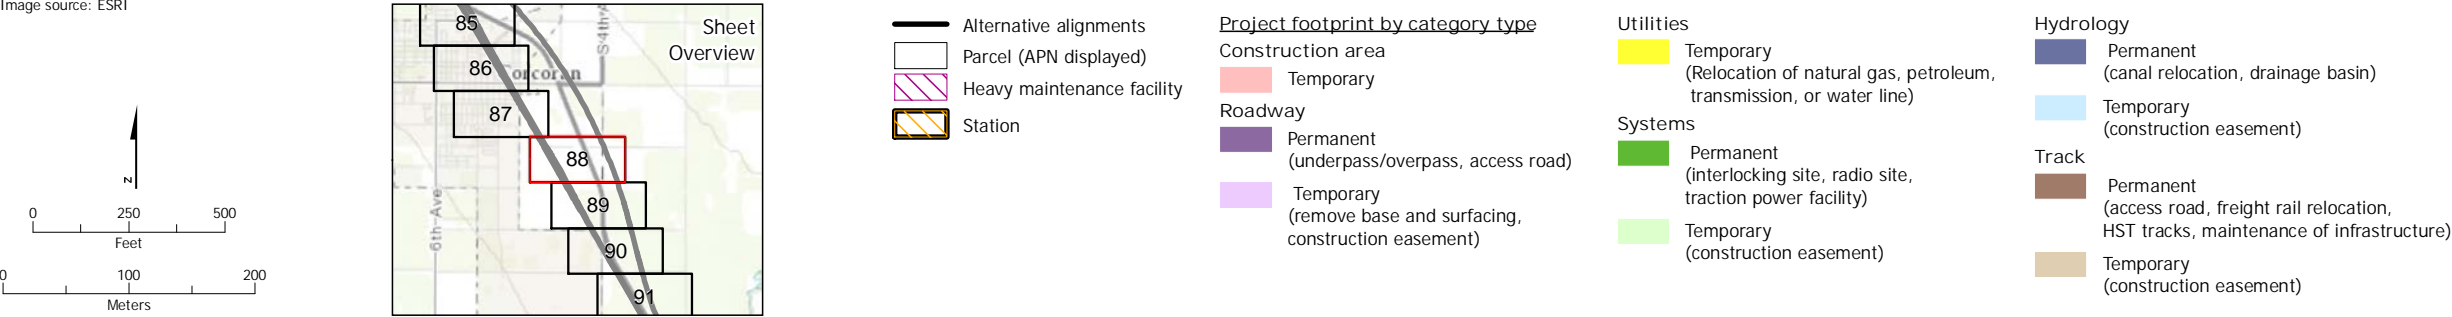 Image source: ESRI
N
0 250 500
Feet
0 100 200
Meters
Sheet
Overview
85
86
orcoran
87
88
89
90
91
6th Ave
S 4th A
Alternative alignments
Parcel (APN displayed)
Heavy maintenance facility
Station
Project footprint by category type
Construction area
Temporary
Roadway
Permanent
(underpass/overpass, access road)
Temporary
(remove base and surfacing,
construction easement)
Utilities
Temporary
(Relocation of natural gas, petroleum,
transmission, or water line)
Systems
Permanent
(interlocking site, radio site,
traction power facility)
Temporary
(construction easement)
Hydrology
Permanent
(canal relocation, drainage basin)
Temporary
(construction easement)
Track
Permanent
(access road, freight rail relocation,
HST tracks, maintenance of infrastructure)
Temporary
(construction easement)